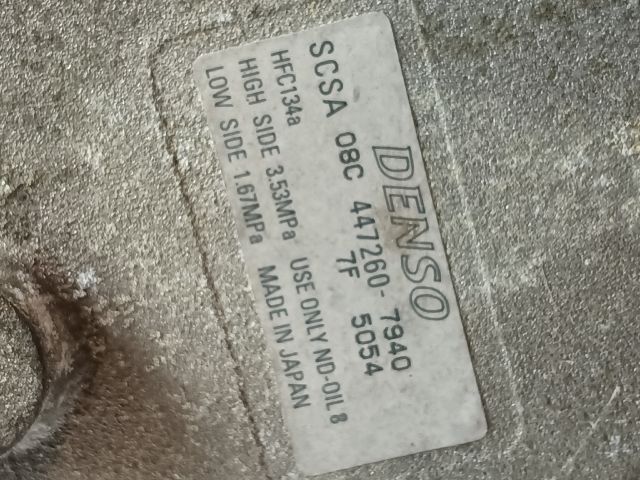 DENSO
SCSA 08C 447260-7940
7F 5054
HFC134a
HIGH SIDE 3.53MPa USE ONLY ND-OIL 8
LOW SIDE 1.67MPa MADE IN JAPAN